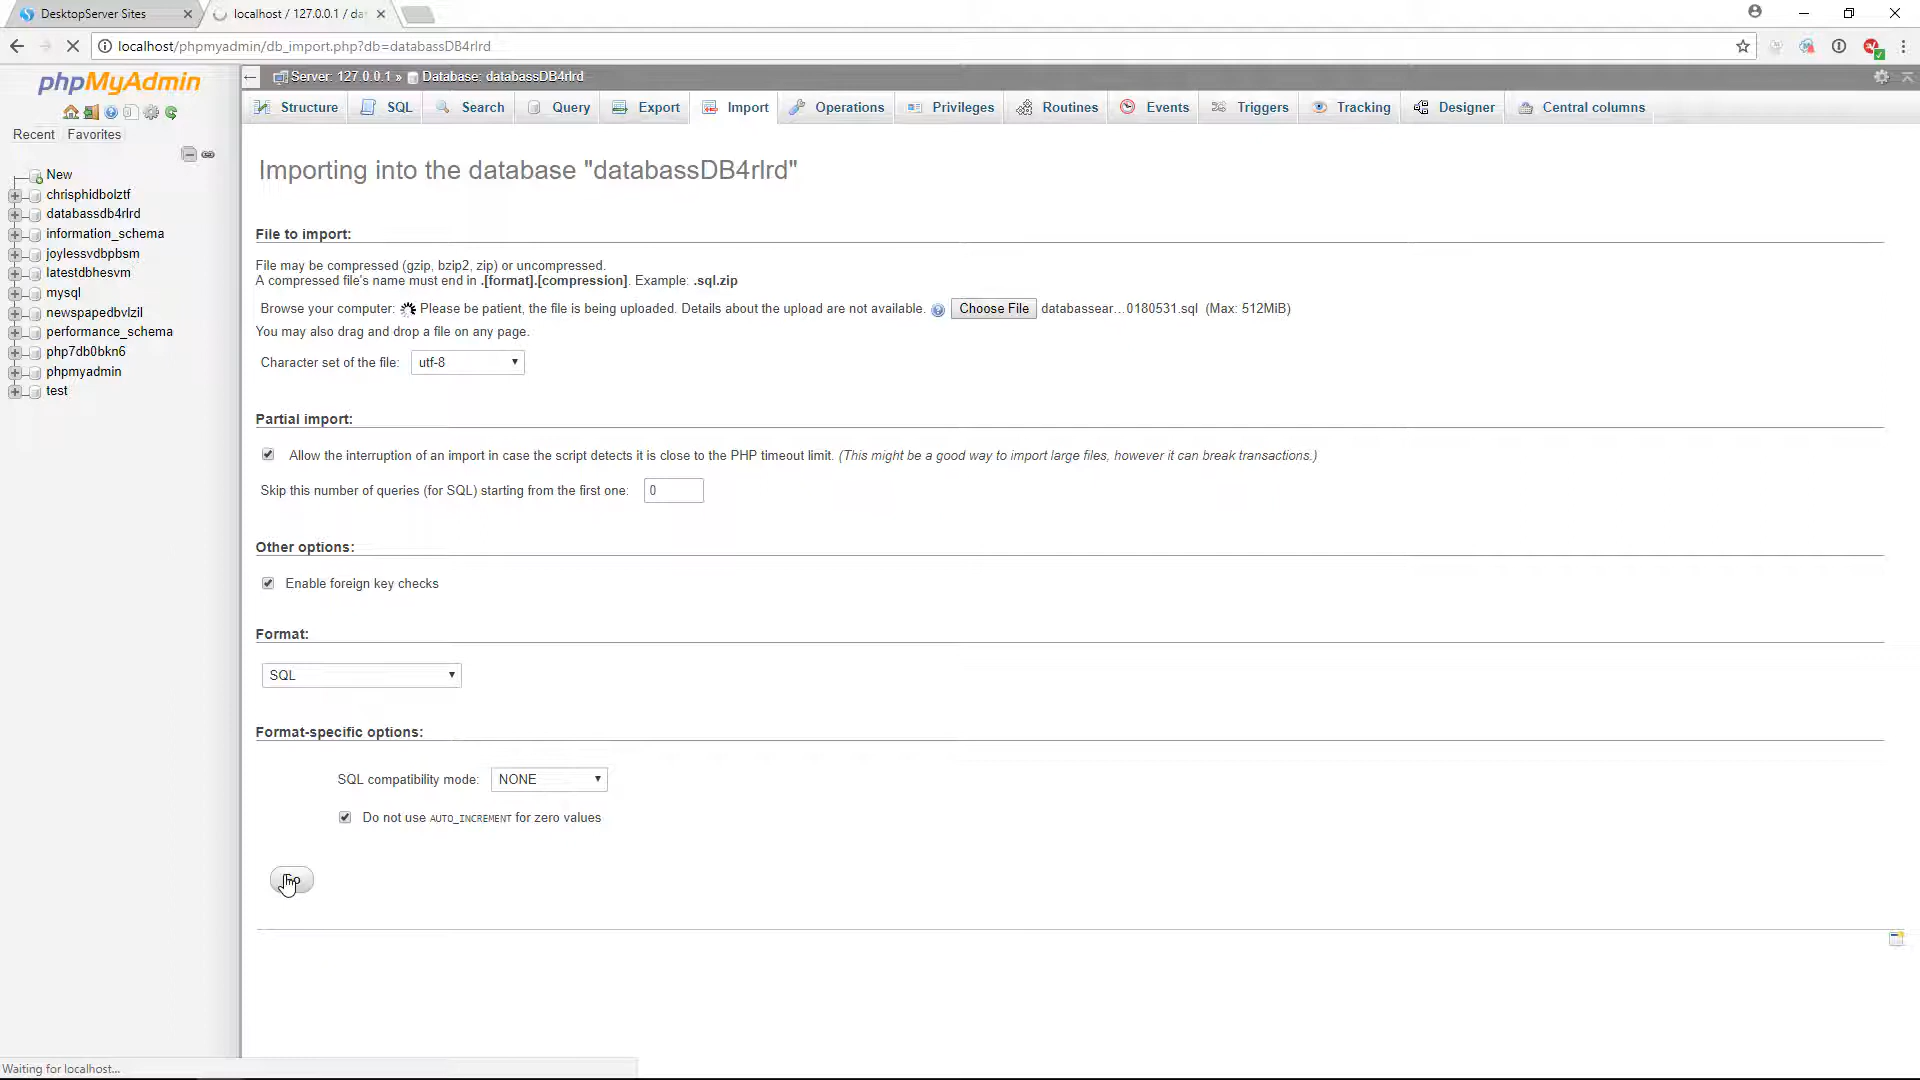 DesktopServer Sites
localhost / 127.0.0.1 / da
localhost/phpmyadmin/db_import.php?db=databassDB4rlrd
phpMyAdmin
Recent Favorites
New
chrisphidbolztf
databassdb4rlrd
information_schema
joylessvdbpbsm
latestdbhesvm
mysql
newspapedbvlzil
performance_schema
php7db0bkn6
phpmyadmin
test
Server: 127.0.0.1 » Database: databassDB4rlrd
Structure SQL Search Query Export Import Operations Privileges Routines Events Triggers Tracking Designer Central columns
Importing into the database "databassDB4rlrd"
File to import:
File may be compressed (gzip, bzip2, zip) or uncompressed.
A compressed file's name must end in .[format].[compression]. Example: .sql.zip
Browse your computer: Please be patient, the file is being uploaded. Details about the upload are not available. Choose File databassear...0180531.sql (Max: 512MiB)
You may also drag and drop a file on any page.
Character set of the file: utf-8
Partial import:
Allow the interruption of an import in case the script detects it is close to the PHP timeout limit. (This might be a good way to import large files, however it can break transactions.)
Skip this number of queries (for SQL) starting from the first one: 0
Other options:
Enable foreign key checks
Format:
SQL
Format-specific options:
SQL compatibility mode: NONE
Do not use AUTO_INCREMENT for zero values
Waiting for localhost...